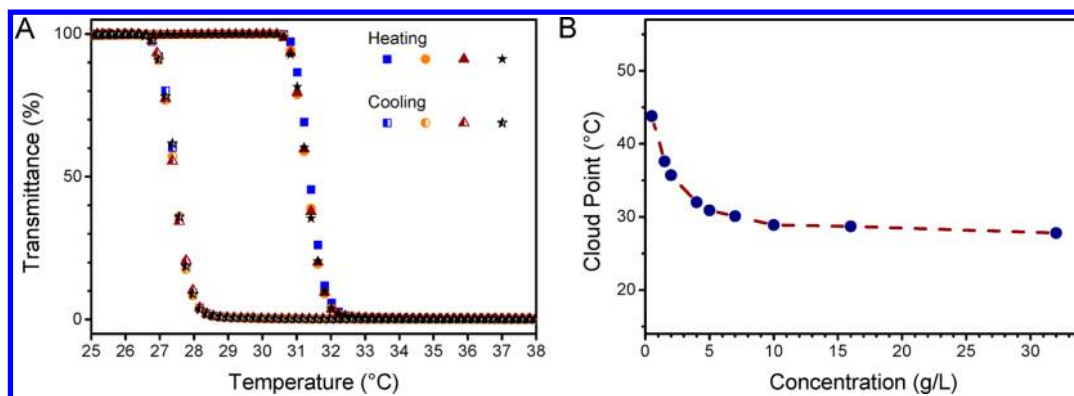 A
100
50
0
Transmittance (%)
25 26 27 28 29 30 31 32 33 34 35 36 37 38
Temperature (°C)
Heating
Cooling
B
50
40
30
20
Cloud Point (°C)
0 5 10 15 20 25 30
Concentration (g/L)